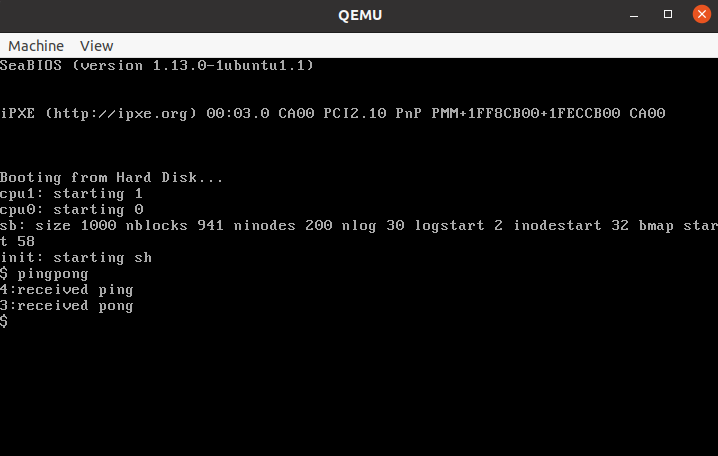 QEMU
Machine View
SeaBIOS (version 1.13.0-1ubuntu1.1)
iPXE (http://ipxe.org) 00:03.0 CA00 PCI2.10 PnP PMM+1FF8CB00+1FECCB00 CA00
Booting from Hard Disk...
cpu1: starting 1
cpu0: starting 0
sb: size 1000 nblocks 941 ninodes 200 nlog 30 logstart 2 inodestart 32 bmap star
t 58
init: starting sh
$ pingpong
4:received ping
3:received pong
$